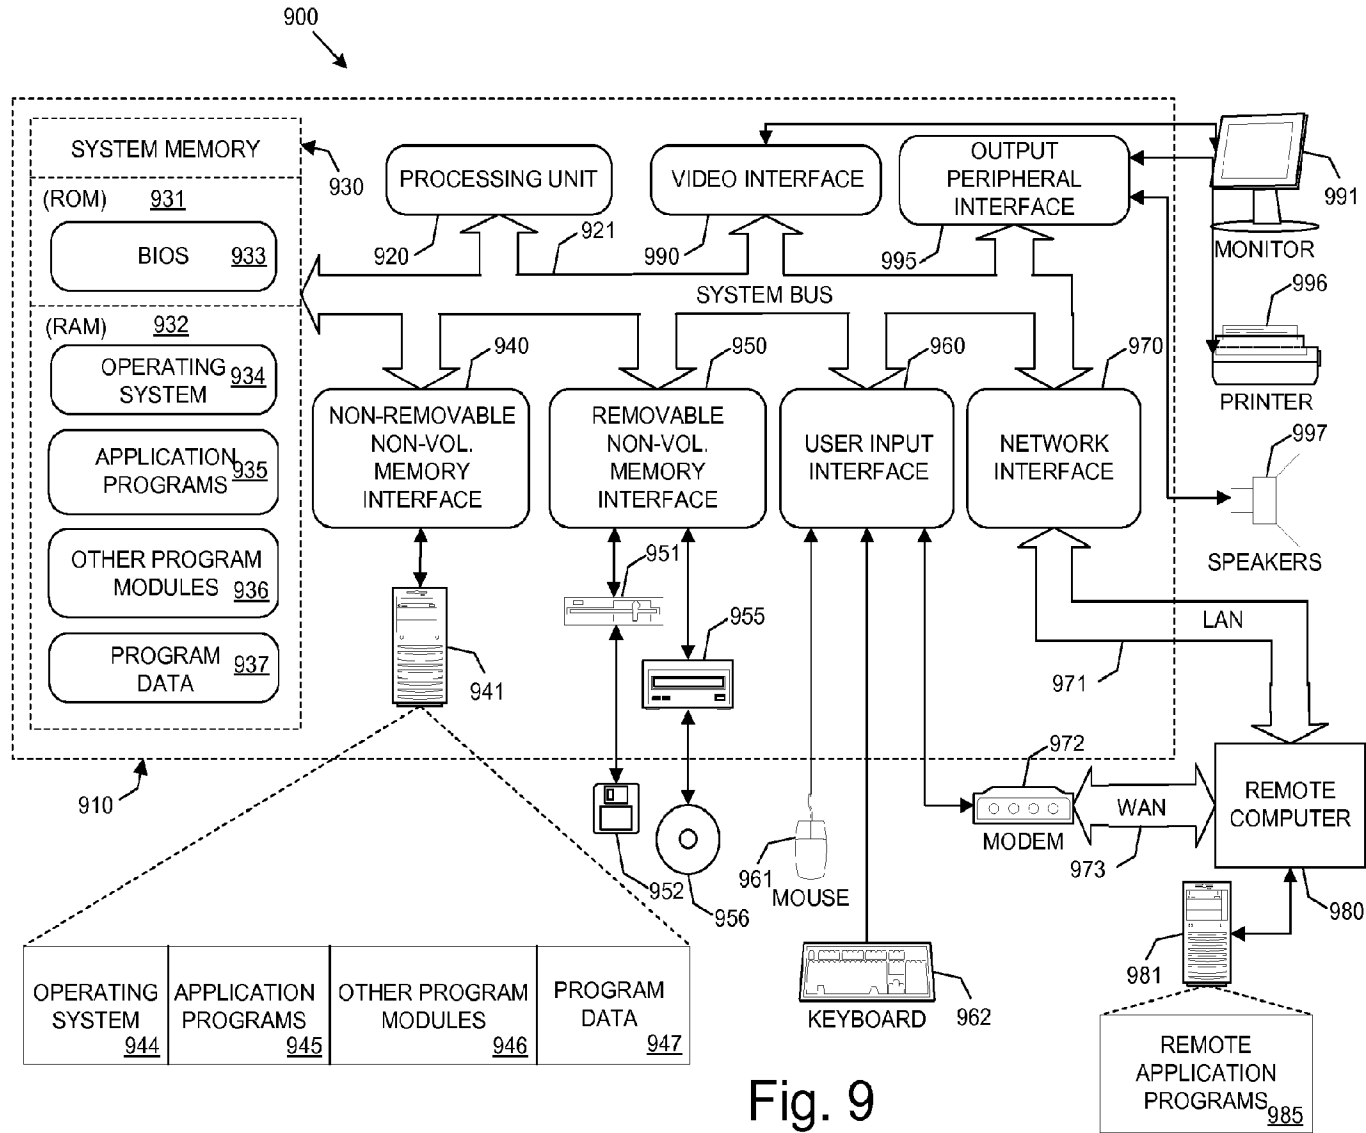 900
SYSTEM MEMORY
930
(ROM) 931
BIOS 933
(RAM) 932
OPERATING
SYSTEM 934
APPLICATION
PROGRAMS 935
OTHER PROGRAM
MODULES 936
PROGRAM
DATA 937
PROCESSING UNIT
920
921
VIDEO INTERFACE
990
OUTPUT
PERIPHERAL
INTERFACE
995
991
MONITOR
996
PRINTER
997
SPEAKERS
SYSTEM BUS
940
NON-REMOVABLE
NON-VOL.
MEMORY
INTERFACE
950
REMOVABLE
NON-VOL.
MEMORY
INTERFACE
960
USER INPUT
INTERFACE
970
NETWORK
INTERFACE
941
951
955
952
956
961
MOUSE
KEYBOARD
962
972
MODEM
LAN
971
WAN
973
REMOTE
COMPUTER
980
981
REMOTE
APPLICATION
PROGRAMS 985
910
OPERATING
SYSTEM
944
APPLICATION
PROGRAMS
945
OTHER PROGRAM
MODULES
946
PROGRAM
DATA
947
Fig. 9